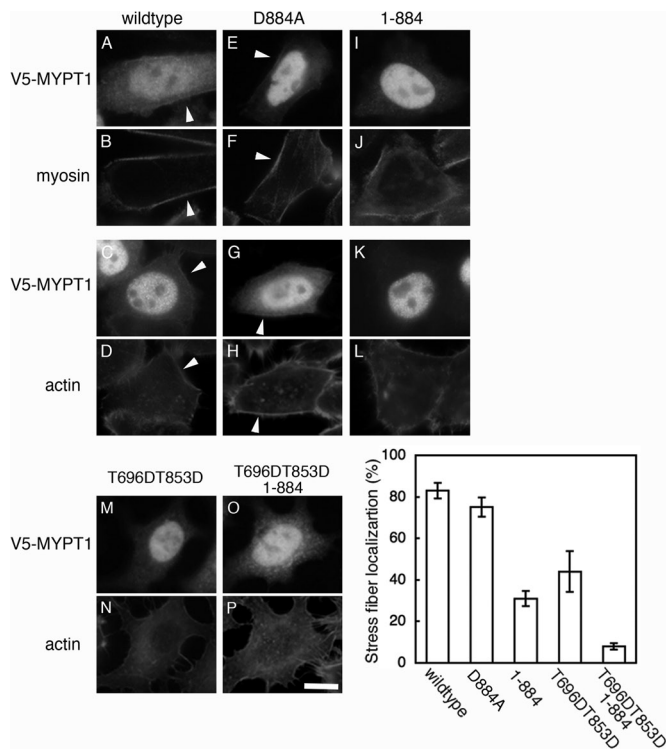 wildtype D884A 1-884
A E I
V5-MYPT1
B F J
myosin
C G K
V5-MYPT1
D H L
actin
T696DT853D T696DT853D
1-884
M O
V5-MYPT1
N P
actin
Stress fiber localizartion (%)
100
80
60
40
20
0
wildtype
D884A
1-884
T696DT853D
T696DT853D
1-884